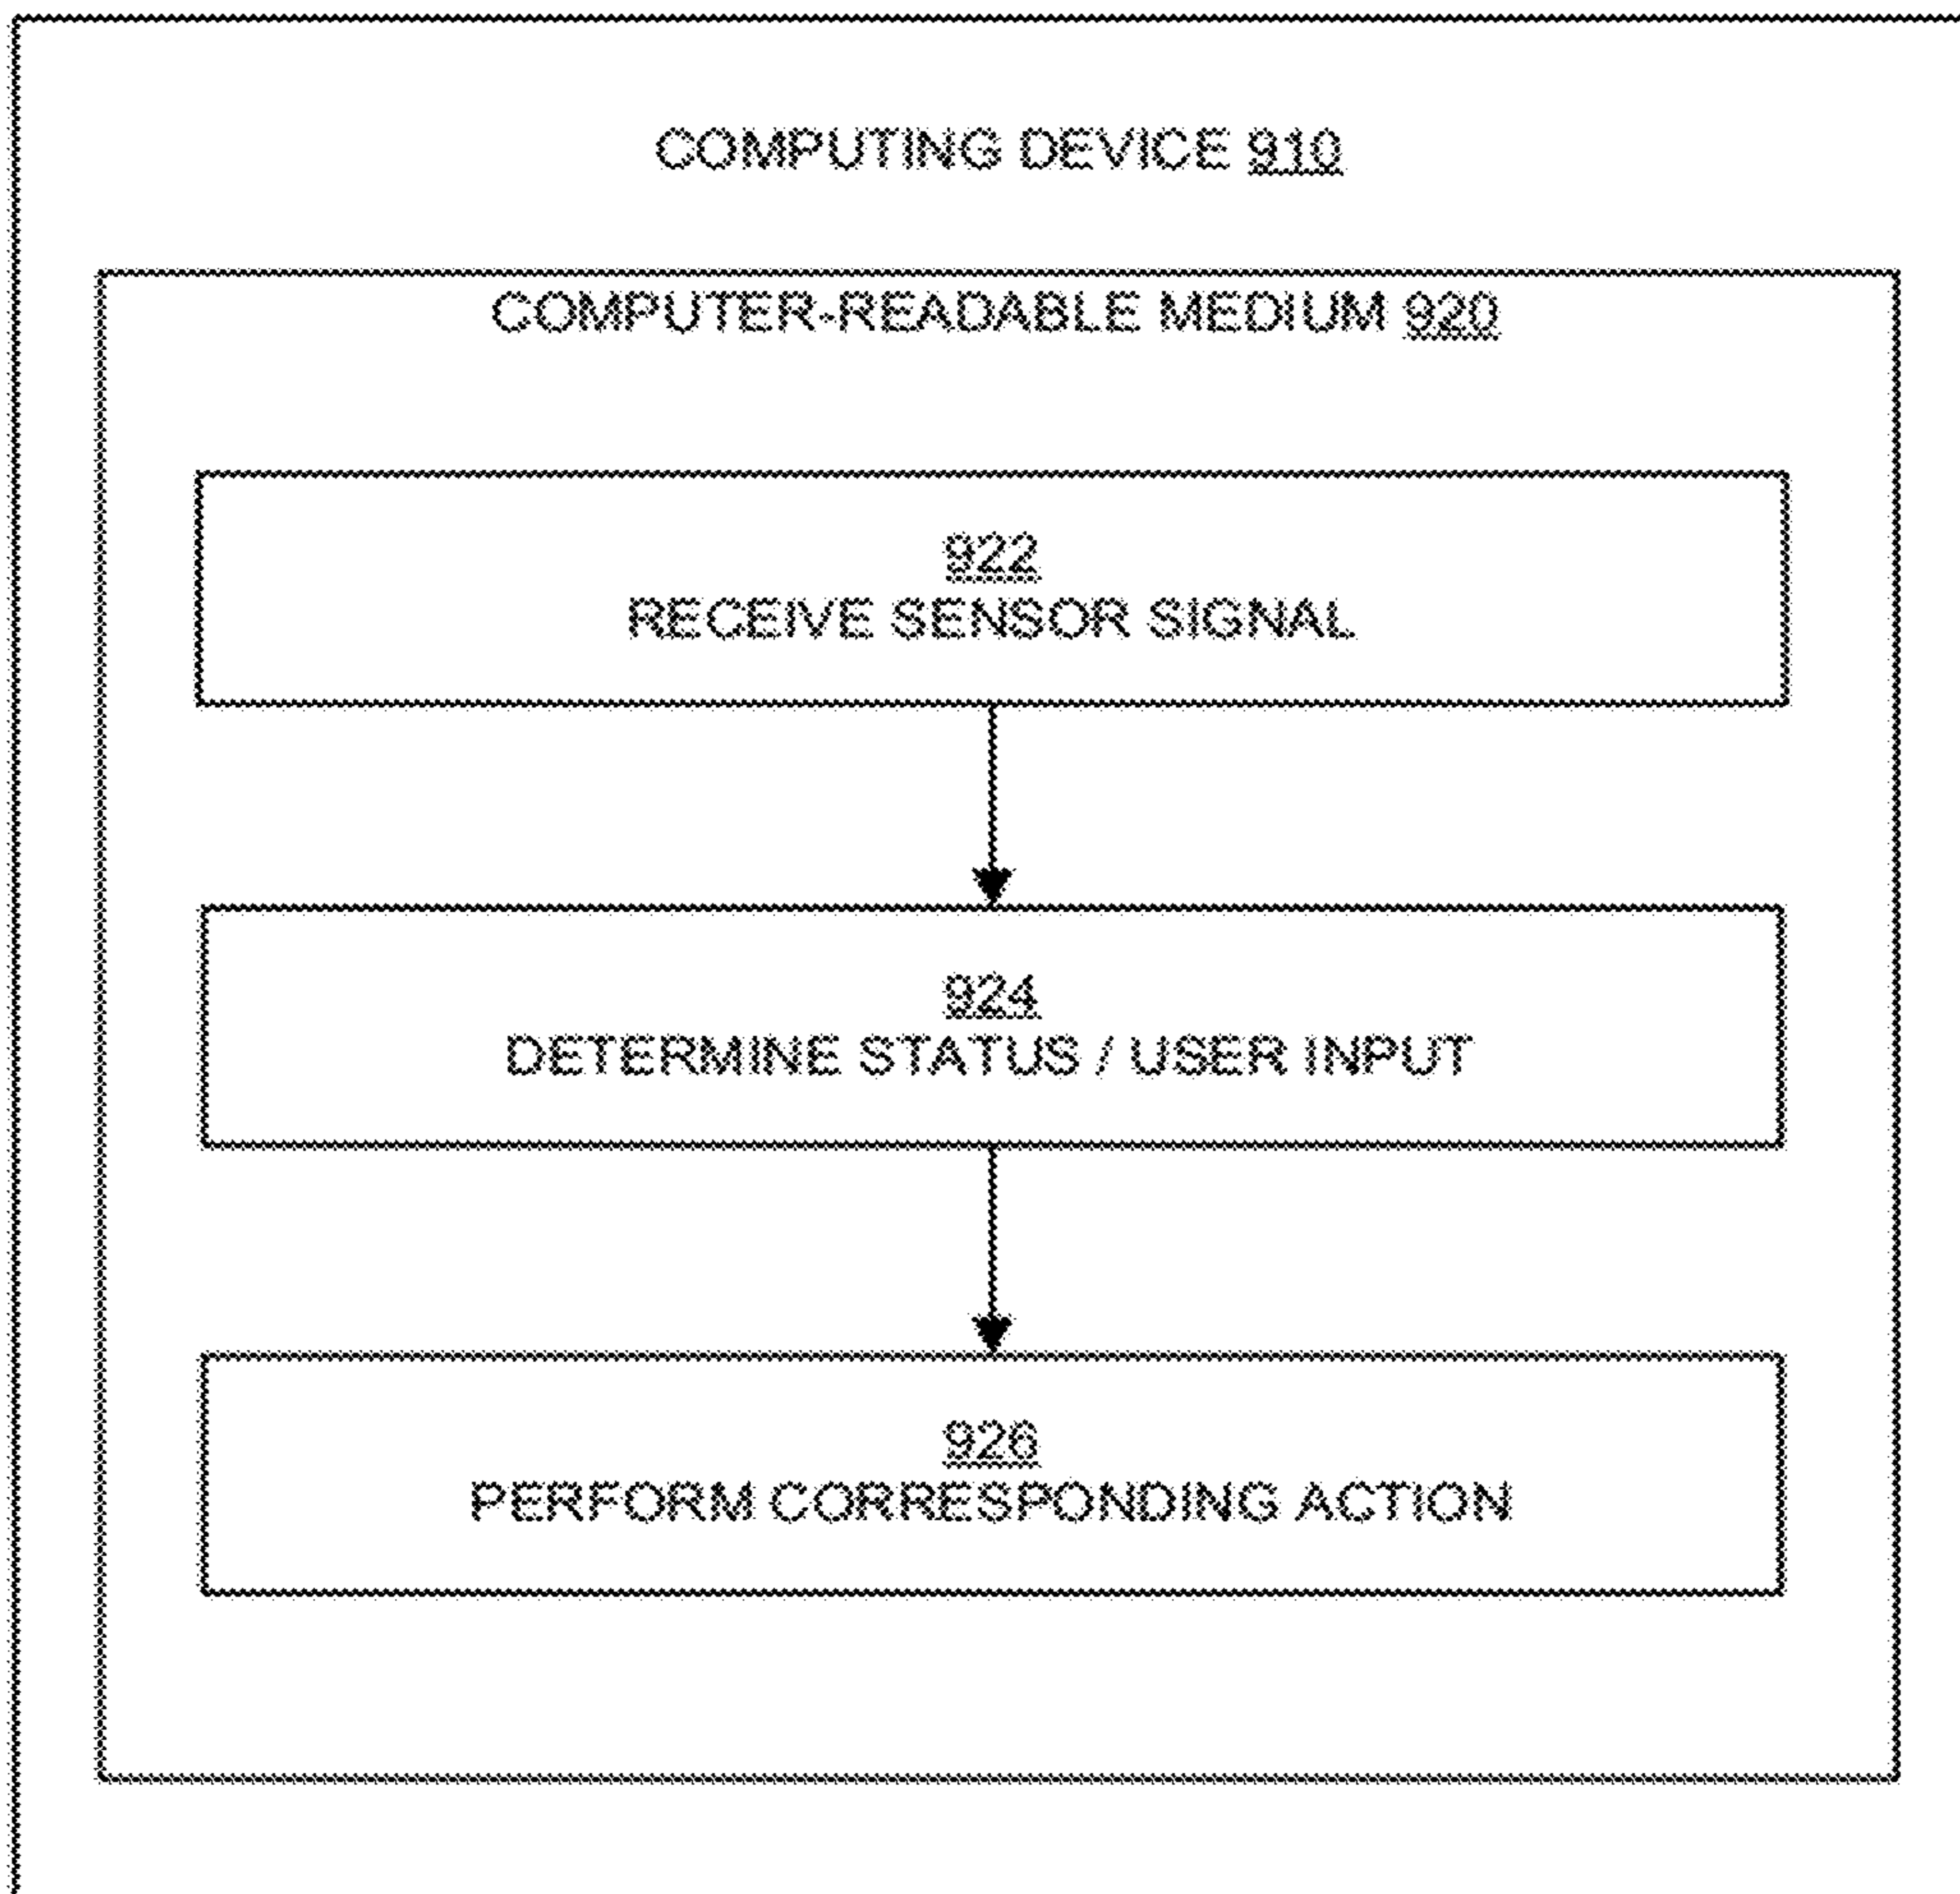 COMPUTING DEVICE 910
COMPUTER-READABLE MEDIUM 920
922
RECEIVE SENSOR SIGNAL
924
DETERMINE STATUS / USER INPUT
926
PERFORM CORRESPONDING ACTION